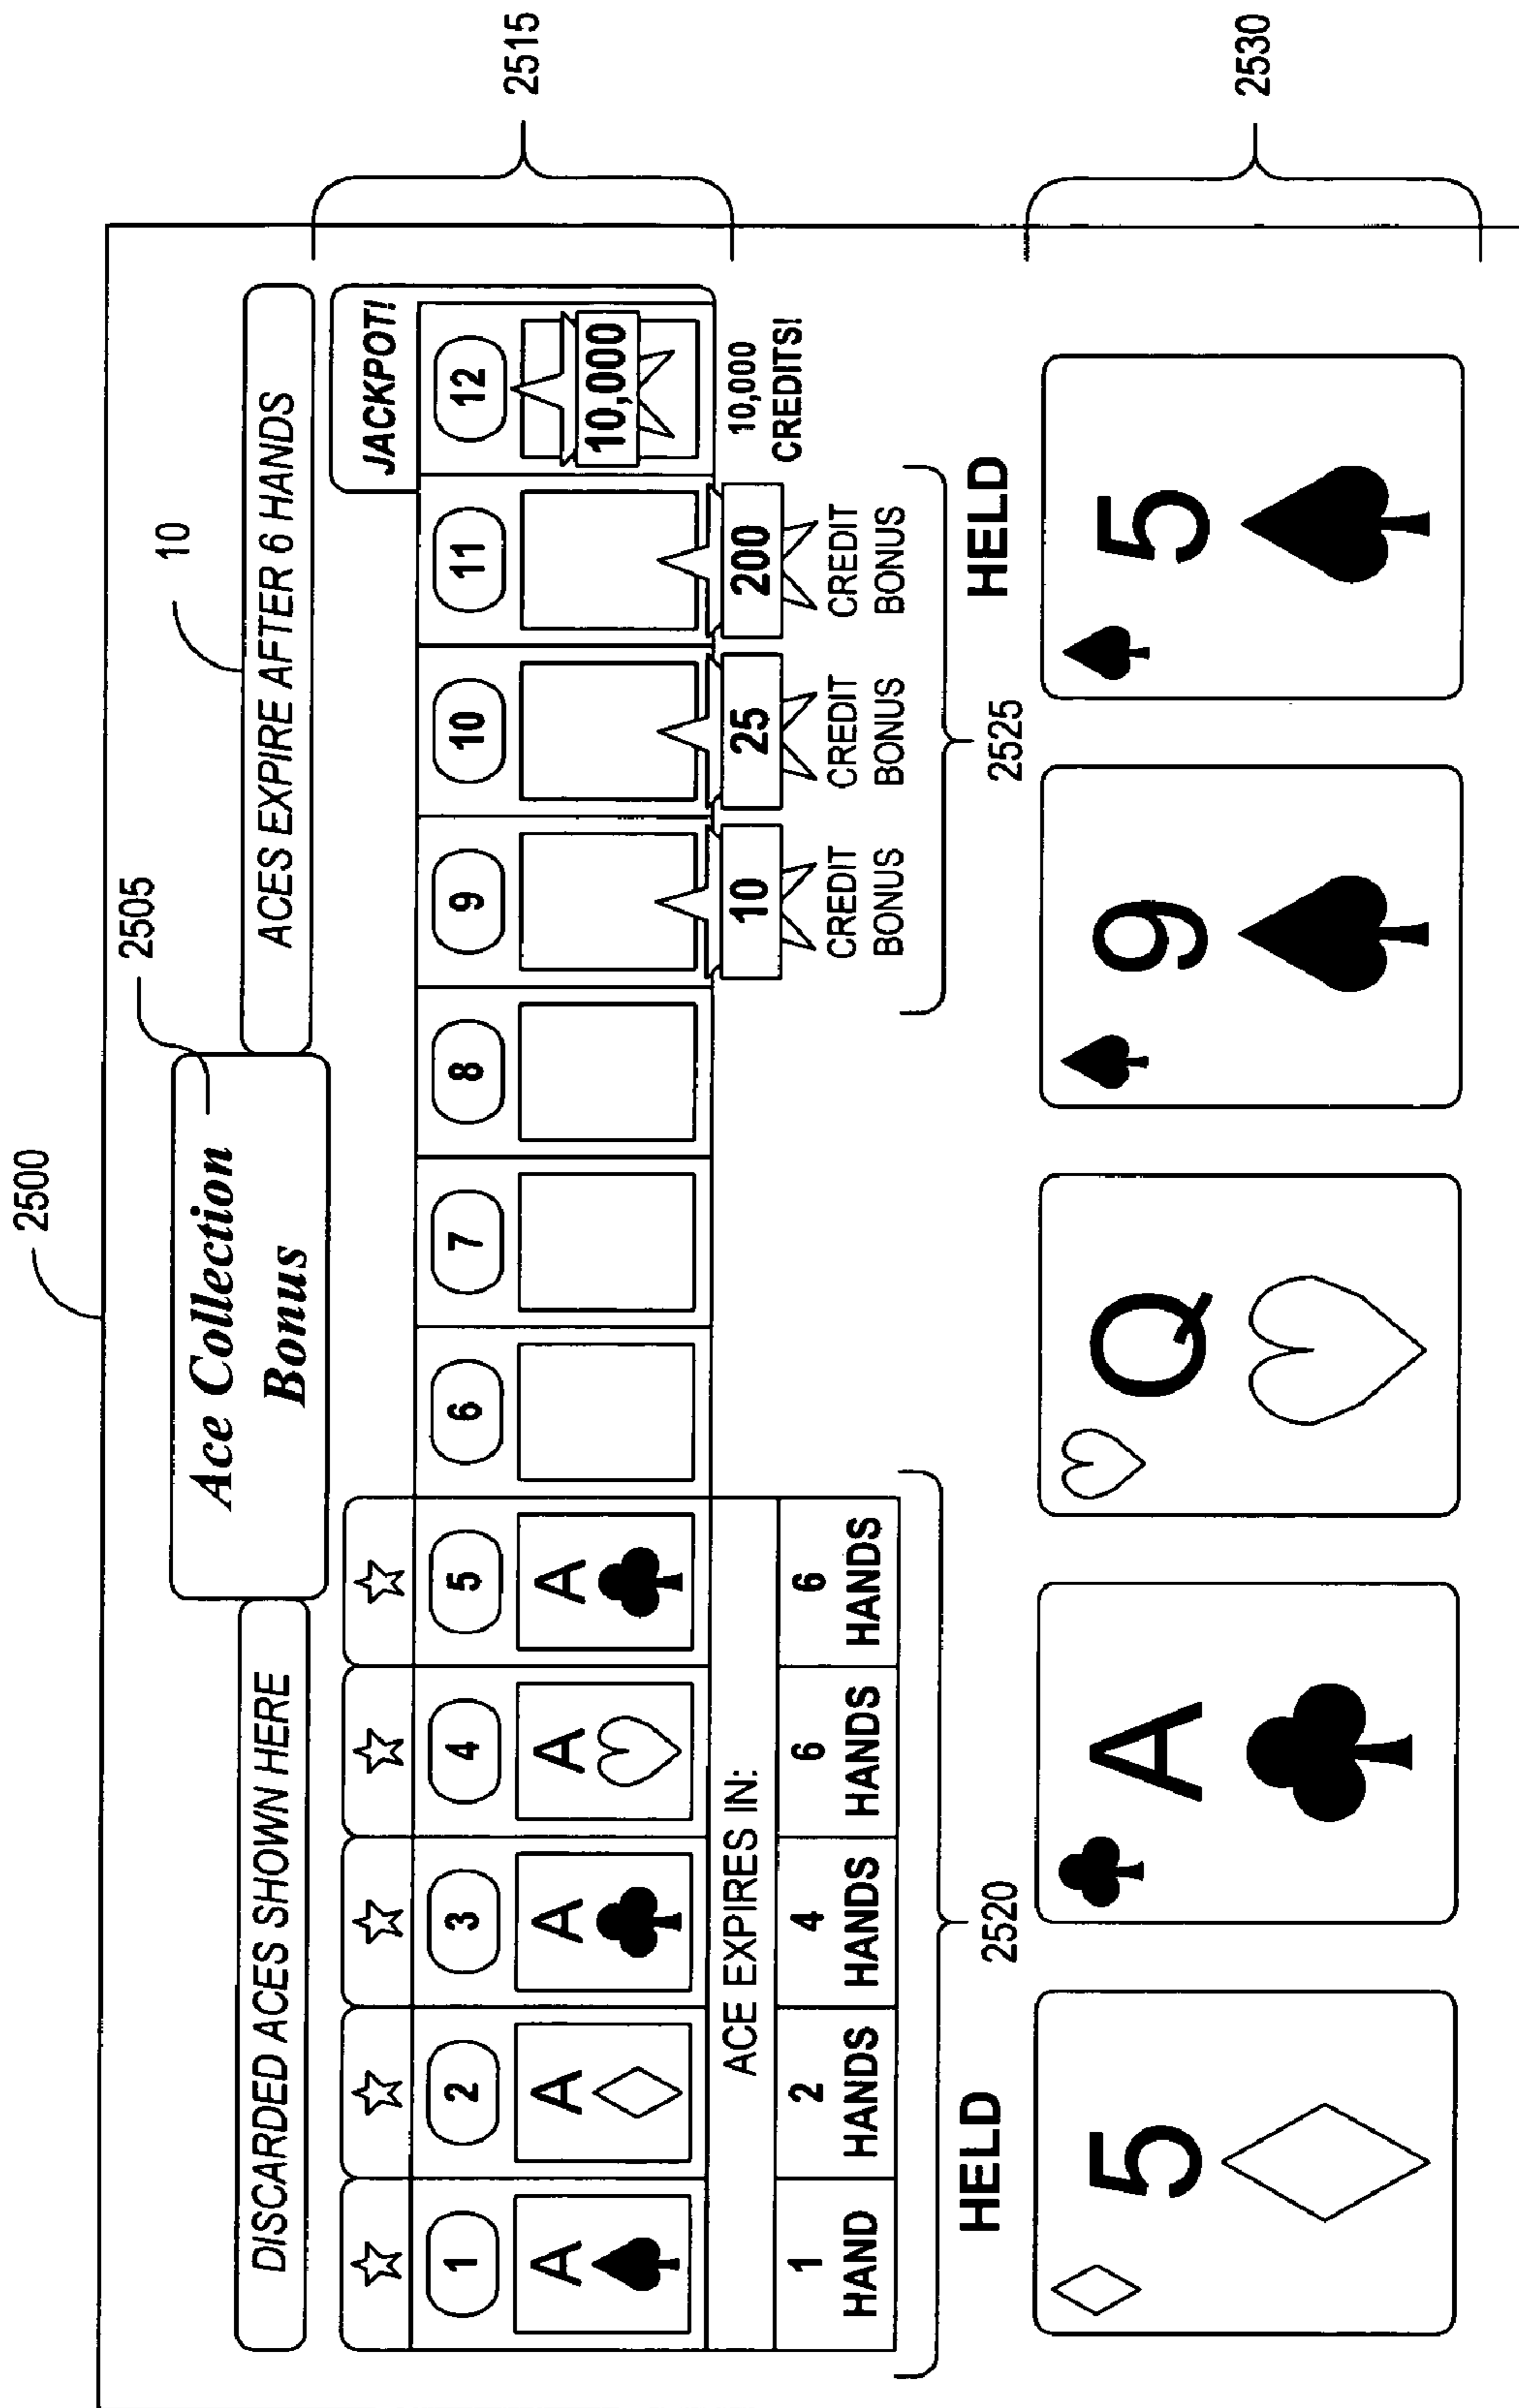 2500
2505
10
Ace Collection
Bonus
DISCARDED ACES SHOWN HERE
ACES EXPIRE AFTER 6 HANDS
JACKPOT!
2515
1 2 3 4 5 6 7 8 9 10 11 12
A A A A A
10,000
ACE EXPIRES IN:
10 25 200
10,000
CREDITS!
1
HAND
2
HANDS
4
HANDS
6
HANDS
6
HANDS
CREDIT
BONUS
CREDIT
BONUS
CREDIT
BONUS
2520
2525
HELD
HELD
5 A Q 9 5
2530